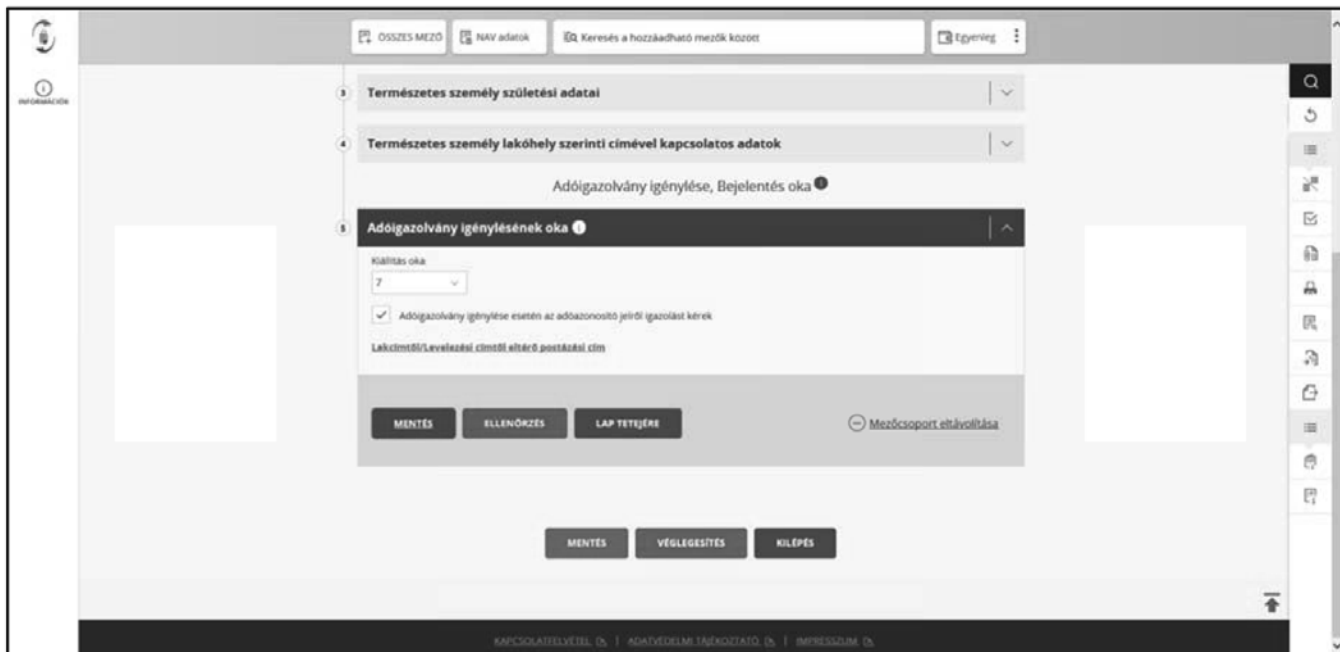 ÖSSZES MEZŐ
NAV adatok
Keresés a hozzáadható mezők között
Egyenleg
INFORMÁCIÓK
3 Természetes személy születési adatai
4 Természetes személy lakóhely szerinti címével kapcsolatos adatok
Adóigazolvány igénylése, Bejelentés oka
5 Adóigazolvány igénylésének oka
Kiállítás oka
7
Adóigazolvány igénylése esetén az adóazonosító jelről igazolást kérek
Lakcímtől/Levelezési címtől eltérő postázási cím
MENTÉS
ELLENŐRZÉS
LAP TETEJÉRE
Mezőcsoport eltávolítása
MENTÉS
VÉGLEGESÍTÉS
KILÉPÉS
KAPCSOLATFELVÉTEL | ADATVÉDELMI TÁJÉKOZTATÓ | IMPRESSZUM